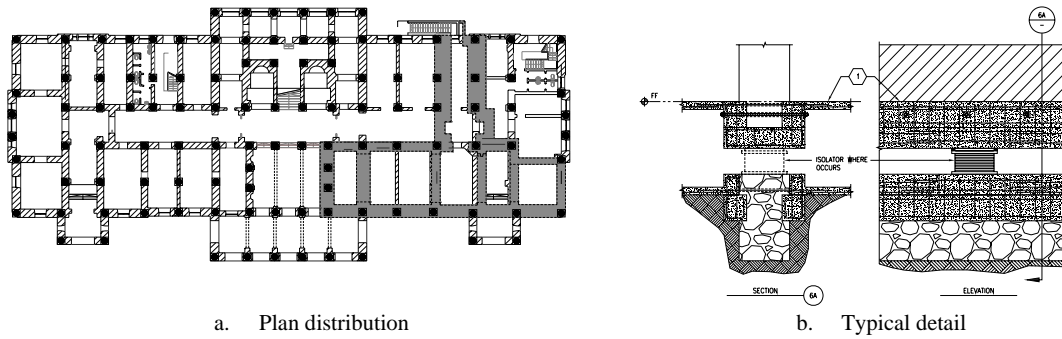 6A
-
1
FF
ISOLATOR WHERE
OCCURS
SECTION
6A
ELEVATION
a. Plan distribution
b. Typical detail